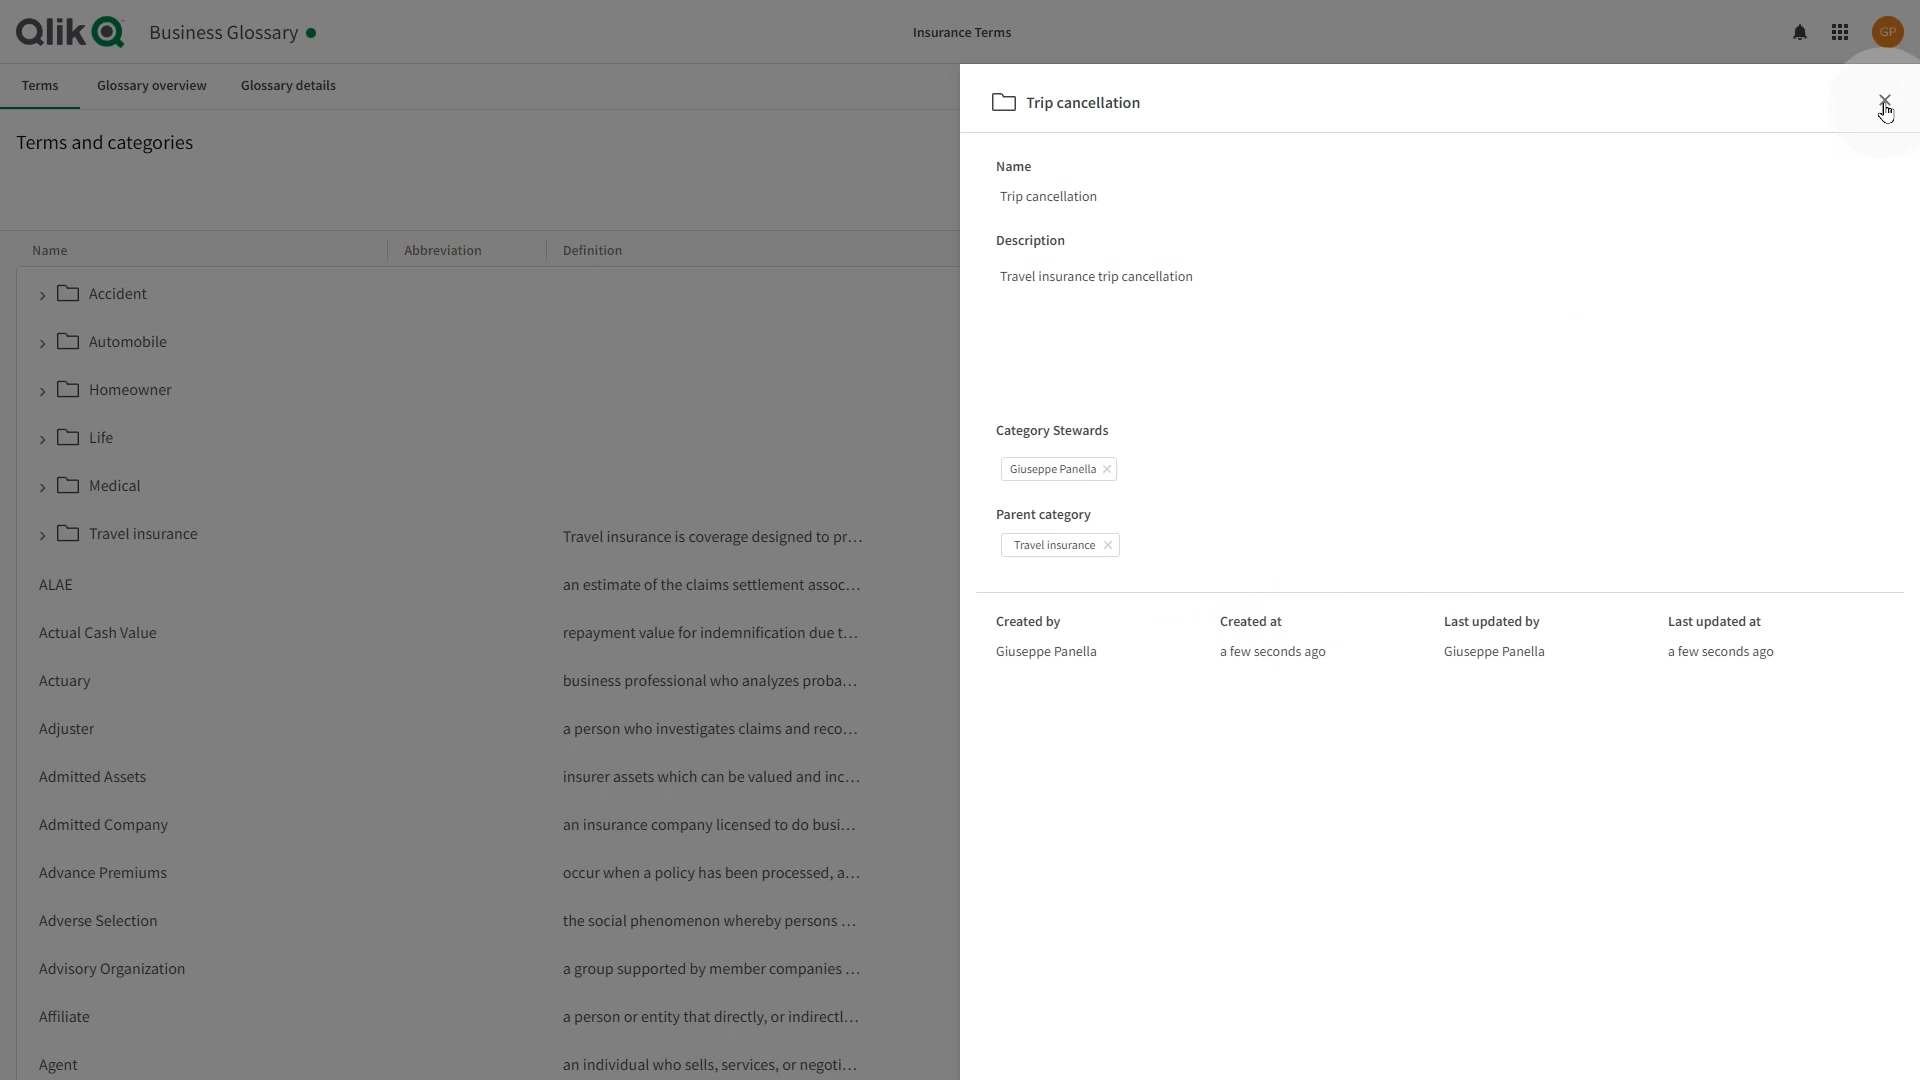 Qlik Business Glossary
Insurance Terms
GP
Terms Glossary overview Glossary details
Terms and categories
Name Abbreviation Definition
Accident
Automobile
Homeowner
Life
Medical
Travel insurance Travel insurance is coverage designed to pr...
ALAE an estimate of the claims settlement assoc...
Actual Cash Value repayment value for indemnification due t...
Actuary business professional who analyzes proba...
Adjuster a person who investigates claims and reco...
Admitted Assets insurer assets which can be valued and inc...
Admitted Company an insurance company licensed to do busi...
Advance Premiums occur when a policy has been processed, a...
Adverse Selection the social phenomenon whereby persons ...
Advisory Organization a group supported by member companies ...
Affiliate a person or entity that directly, or indirectl...
Agent an individual who sells, services, or negoti...
Trip cancellation
Name
Trip cancellation
Description
Travel insurance trip cancellation
Category Stewards
Giuseppe Panella
Parent category
Travel insurance
Created by Created at Last updated by Last updated at
Giuseppe Panella a few seconds ago Giuseppe Panella a few seconds ago